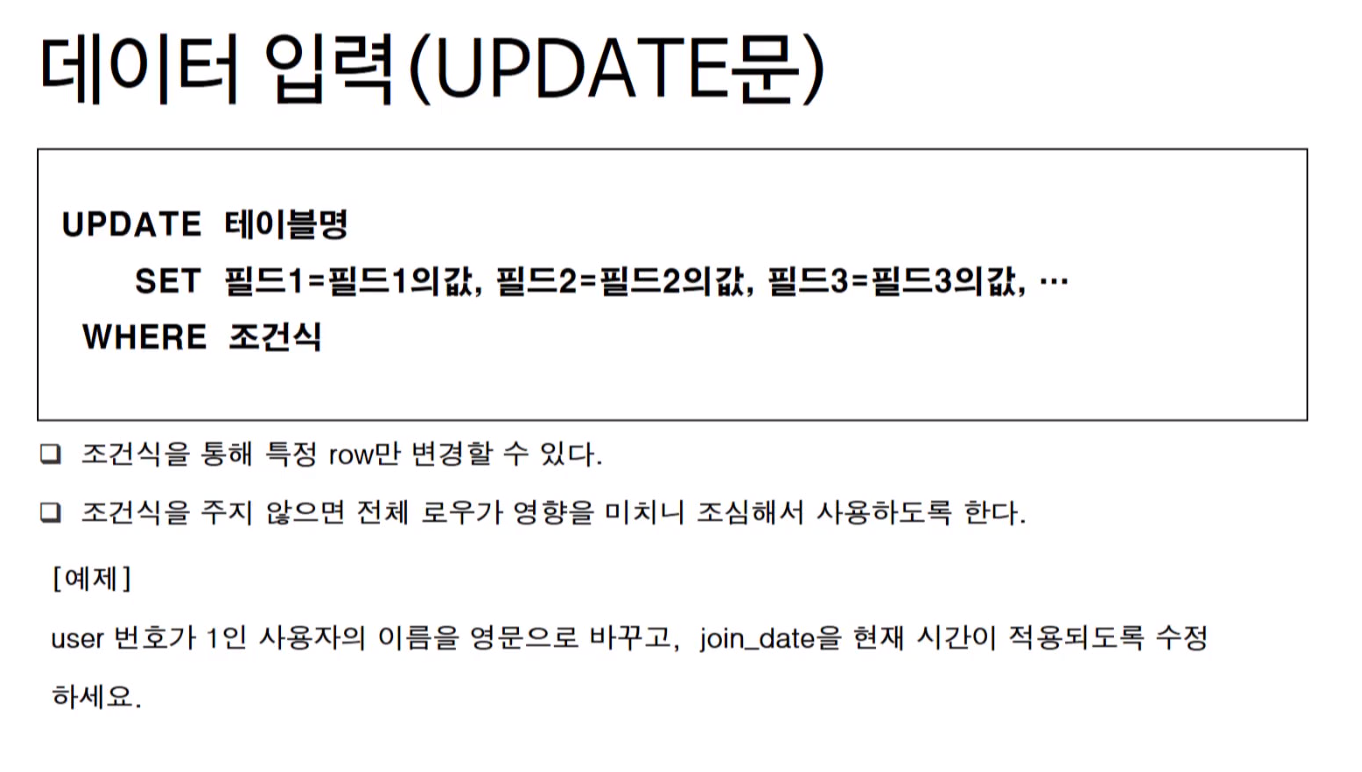 데이터 입력(UPDATE문)
UPDATE 테이블명
SET 필드1=필드1의값, 필드2=필드2의값, 필드3=필드3의값, …
WHERE 조건식
❑ 조건식을 통해 특정 row만 변경할 수 있다.
❑ 조건식을 주지 않으면 전체 로우가 영향을 미치니 조심해서 사용하도록 한다.
[예제]
user 번호가 1인 사용자의 이름을 영문으로 바꾸고, join_date을 현재 시간이 적용되도록 수정
하세요.